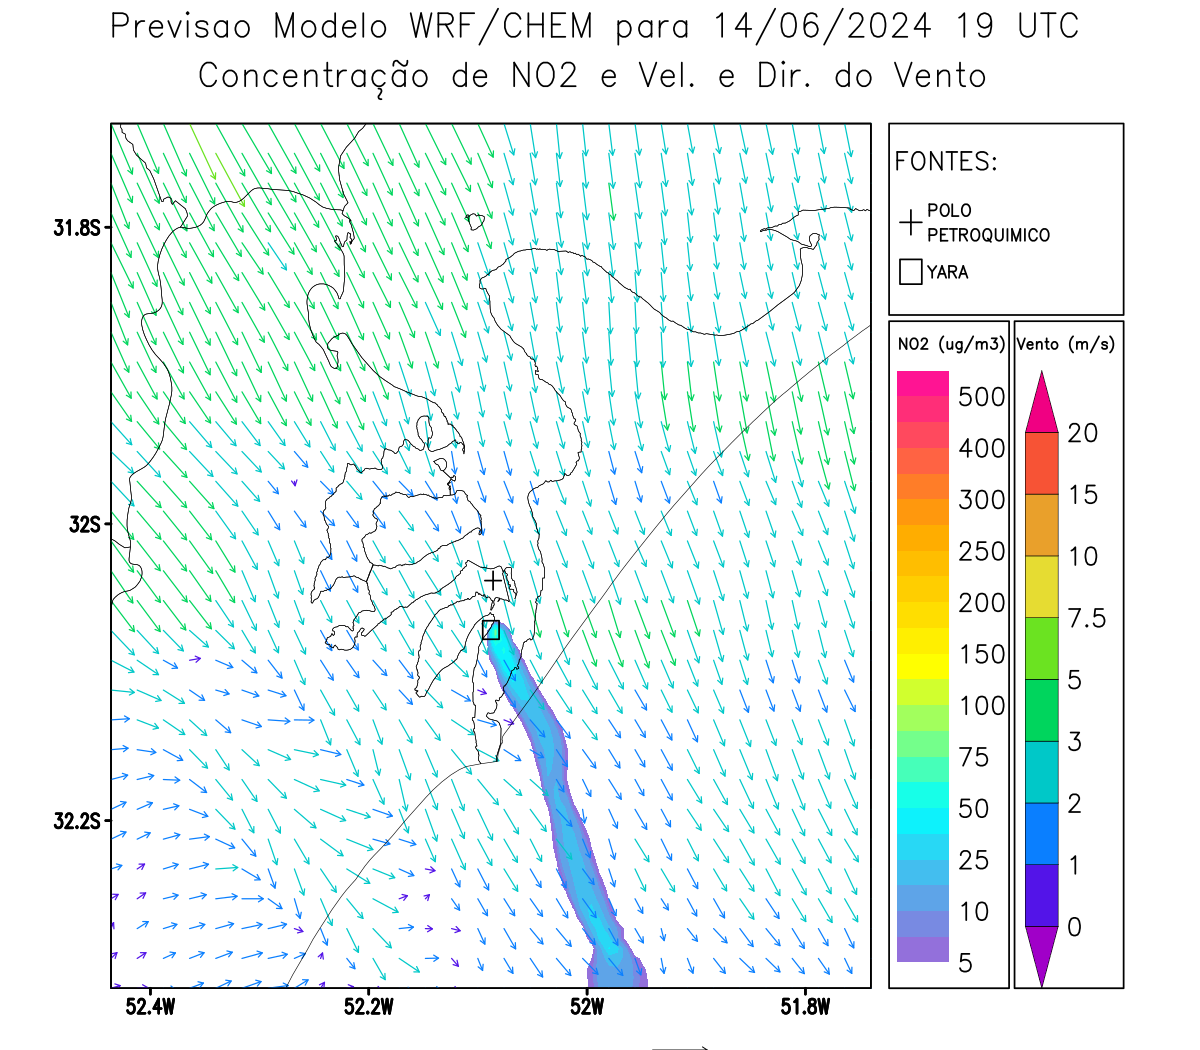 Previsao Modelo WRF/CHEM para 14/06/2024 19 UTC
Concentração de NO2 e Vel. e Dir. do Vento
FONTES:
POLO
PETROQUIMICO
YARA
NO2 (ug/m3)
500
400
300
250
200
150
100
75
50
25
10
5
Vento (m/s)
20
15
10
7.5
5
3
2
1
0
31.8S
32S
32.2S
52.4W
52.2W
52W
51.8W